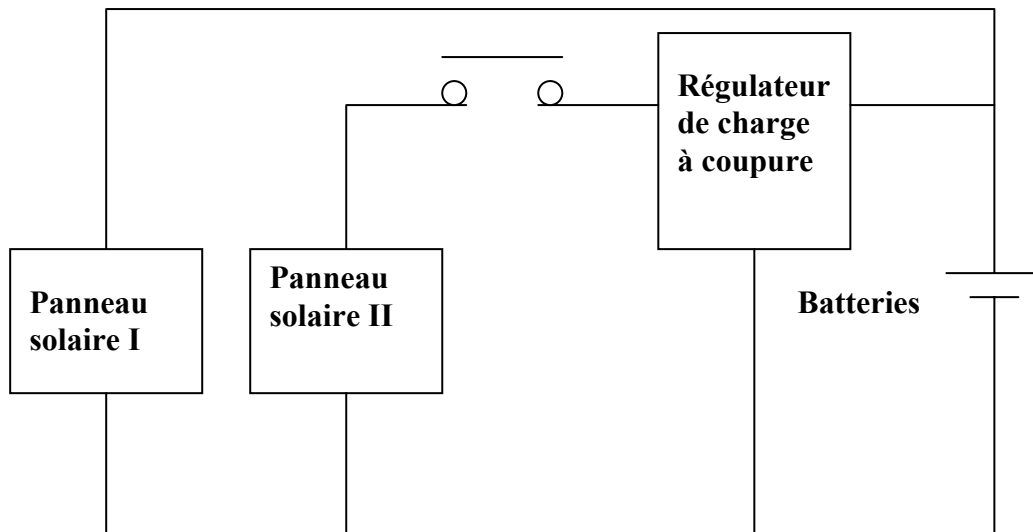 Régulateur
de charge
à coupure
Panneau
solaire I
Panneau
solaire II
Batteries